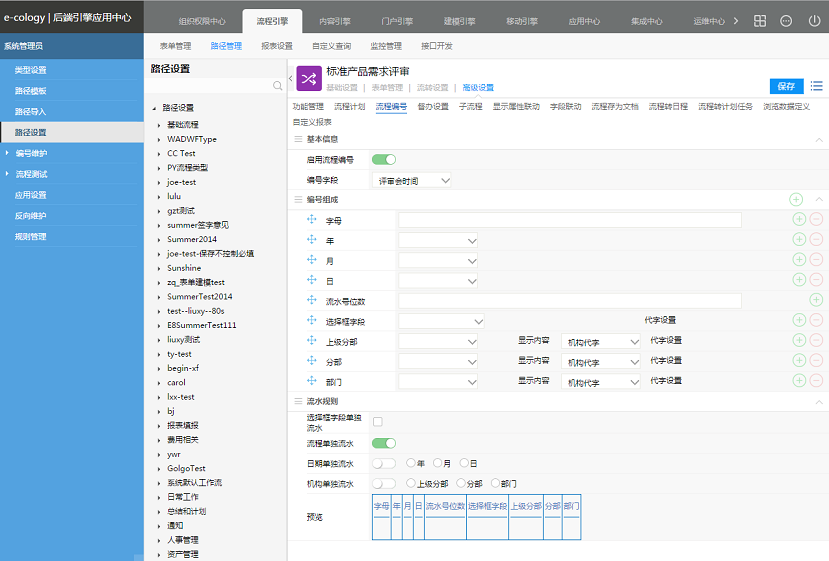 e-cology | 后端引擎应用中心
组织权限中心 流程引擎 内容引擎 门户引擎 建模引擎 移动引擎 应用中心 集成中心 运维中心
系统管理员
表单管理 路径管理 报表设置 自定义查询 监控管理 接口开发
类型设置
路径模板
路径导入
路径设置
编号维护
流程测试
应用设置
反向维护
规则管理
路径设置
路径设置
基础流程
WADWFType
CC Test
PY流程类型
joe-test
lulu
gzt测试
summer签字意见
Summer2014
joe-test-保存不控制必填
Sunshine
zq_表单建模test
SummerTest2014
test--liuxy--80s
E8SummerTest111
liuxy测试
ty-test
begin-xf
carol
lxx-test
bj
报表填报
费用相关
ywr
GolgoTest
系统默认工作流
日常工作
总结和计划
通知
人事管理
资产管理
标准产品需求评审
基础设置 | 表单管理 | 流转设置 | 高级设置
保存
功能管理 流程计划 流程编号 督办设置 子流程 显示属性联动 字段联动 流程存为文档 流程转日程 流程转计划任务 浏览数据定义
自定义报表
基本信息
启用流程编号
编号字段 评审会时间
编号组成
字母
年
月
日
流水号位数
选择框字段 代字设置
上级分部 显示内容 机构代字 代字设置
分部 显示内容 机构代字 代字设置
部门 显示内容 机构代字 代字设置
流水规则
选择框字段单独
流水
流程单独流水
日期单独流水 年 月 日
机构单独流水 上级分部 分部 部门
预览
字母 年 月 日 流水号位数 选择框字段 上级分部 分部 部门